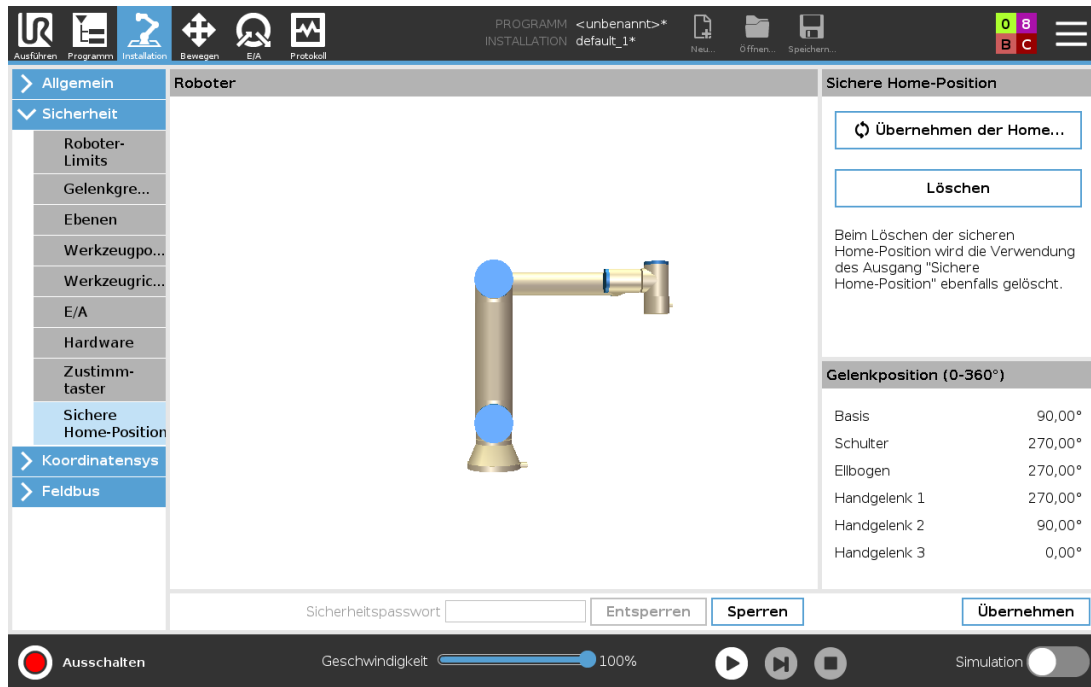 PROGRAMM <unbenannt>*
INSTALLATION default_1*
0 8
B C
Ausführen Programm Installation Bewegen E/A Protokoll
Neu... Öffnen... Speichern...
Allgemein
Sicherheit
Roboter-
Limits
Gelenkgre...
Ebenen
Werkzeugpo...
Werkzeugric...
E/A
Hardware
Zustimm-
taster
Sichere
Home-Position
Koordinatensys
Feldbus
Roboter
Sicherheitspasswort
Entsperren
Sperren
Sichere Home-Position
Übernehmen der Home...
Löschen
Beim Löschen der sicheren
Home-Position wird die Verwendung
des Ausgang "Sichere
Home-Position" ebenfalls gelöscht.
Gelenkposition (0-360°)
Basis 90,00°
Schulter 270,00°
Ellbogen 270,00°
Handgelenk 1 270,00°
Handgelenk 2 90,00°
Handgelenk 3 0,00°
Übernehmen
Ausschalten
Geschwindigkeit 100%
Simulation